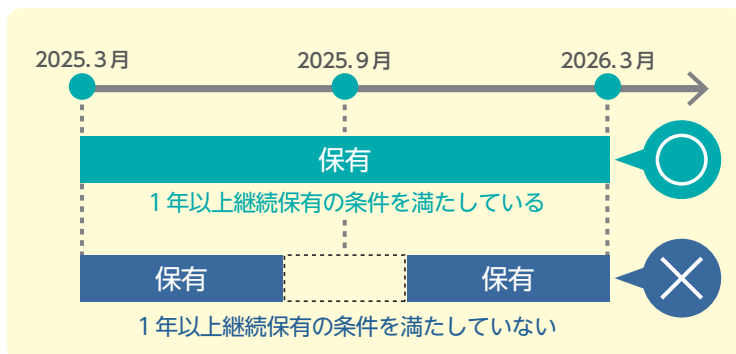 2025.3月 2025.9月 2026.3月
保有
1年以上継続保有の条件を満たしている
保有 保有
1年以上継続保有の条件を満たしていない